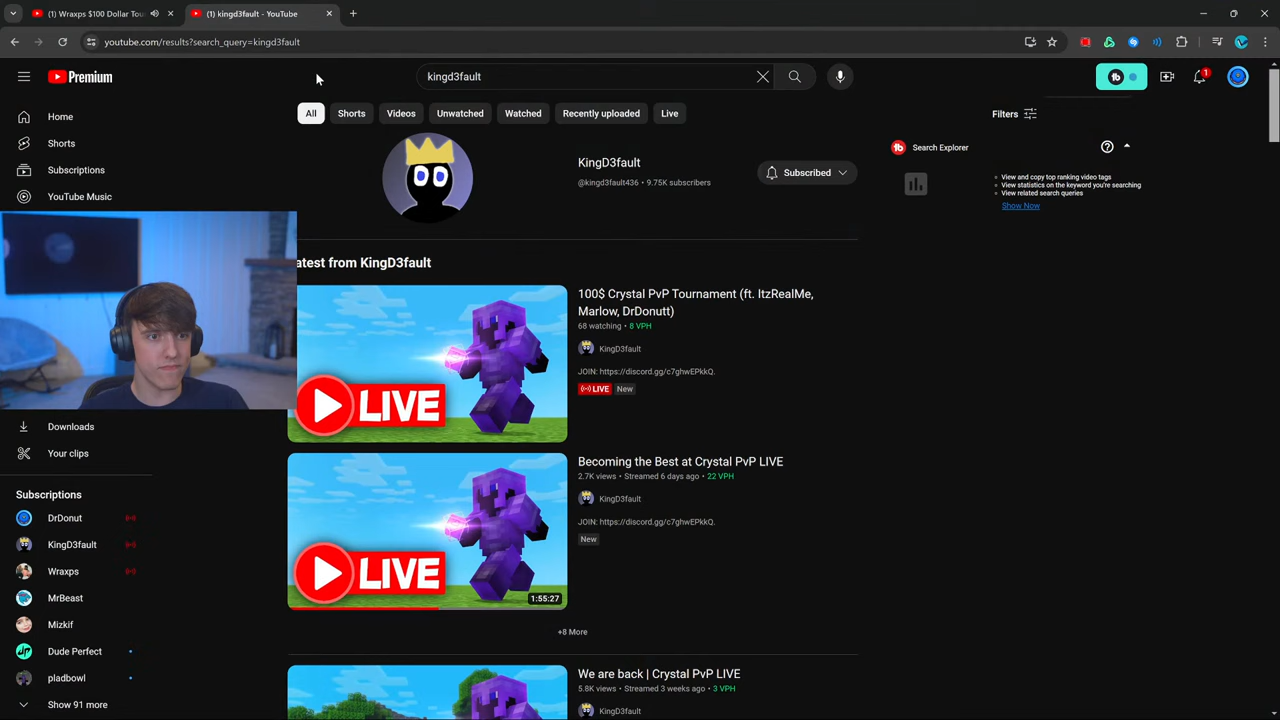 (1) Wraxps $100 Dollar Tou
(1) kingd3fault - YouTube
youtube.com/results?search_query=kingd3fault
Premium
kingd3fault
1
All
Shorts
Videos
Unwatched
Watched
Recently uploaded
Live
Filters
Home
Shorts
Subscriptions
YouTube Music
Downloads
Your clips
Subscriptions
DrDonut
KingD3fault
Wraxps
MrBeast
Mizkif
Dude Perfect
pladbowl
Show 91 more
KingD3fault
@kingd3fault436 • 9.75K subscribers
Subscribed
atest from KingD3fault
LIVE
100$ Crystal PvP Tournament (ft. ItzRealMe,
Marlow, DrDonutt)
68 watching • 8 VPH
KingD3fault
JOIN: https://discord.gg/c7ghwEPkkQ.
LIVE New
LIVE
1:55:27
Becoming the Best at Crystal PvP LIVE
2.7K views • Streamed 6 days ago • 22 VPH
KingD3fault
JOIN: https://discord.gg/c7ghwEPkkQ.
New
+8 More
We are back | Crystal PvP LIVE
5.8K views • Streamed 3 weeks ago • 3 VPH
KingD3fault
tb Search Explorer
View and copy top ranking video tags
View statistics on the keyword you're searching
View related search queries
Show Now